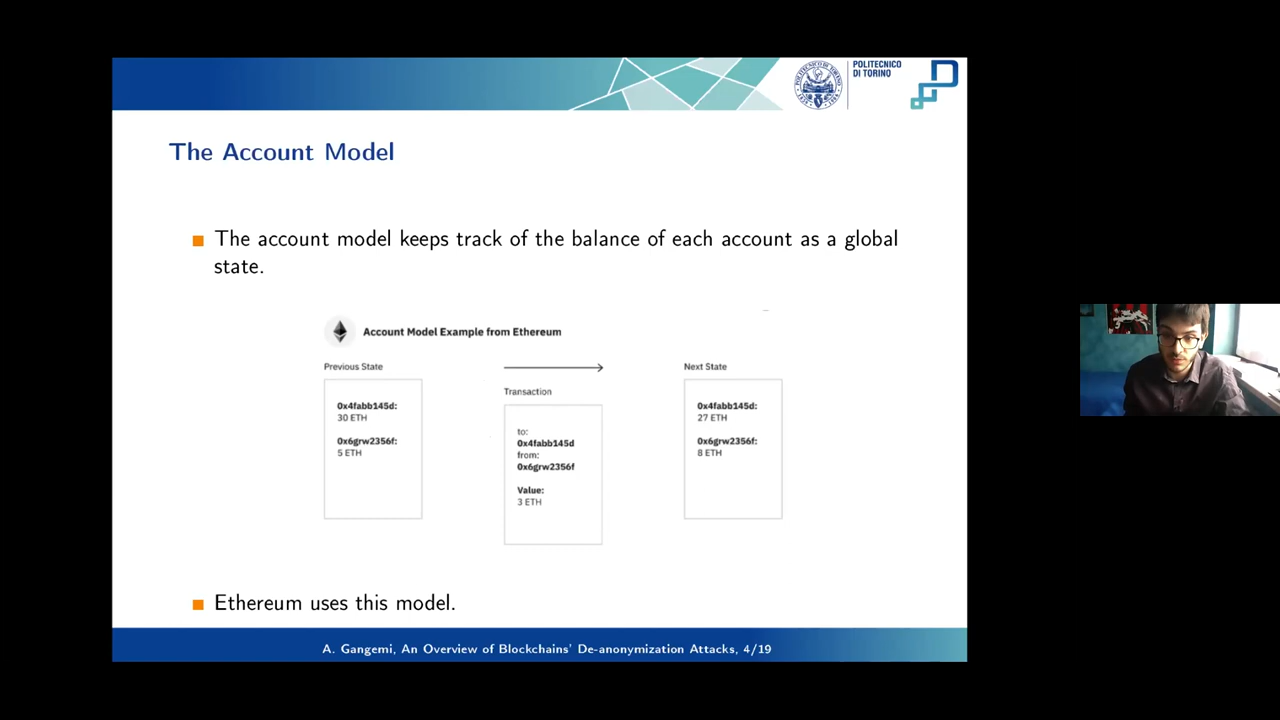 POLITECNICO
DI TORINO
The Account Model
The account model keeps track of the balance of each account as a global
state.
Account Model Example from Ethereum
Previous State
Next State
Transaction
0x4fabb145d:
30 ETH
0x6grw2356f:
5 ETH
to:
0x4fabb145d
from:
0x6grw2356f
Value:
3 ETH
0x4fabb145d:
27 ETH
0x6grw2356f:
8 ETH
Ethereum uses this model.
A. Gangemi, An Overview of Blockchains' De-anonymization Attacks, 4/19